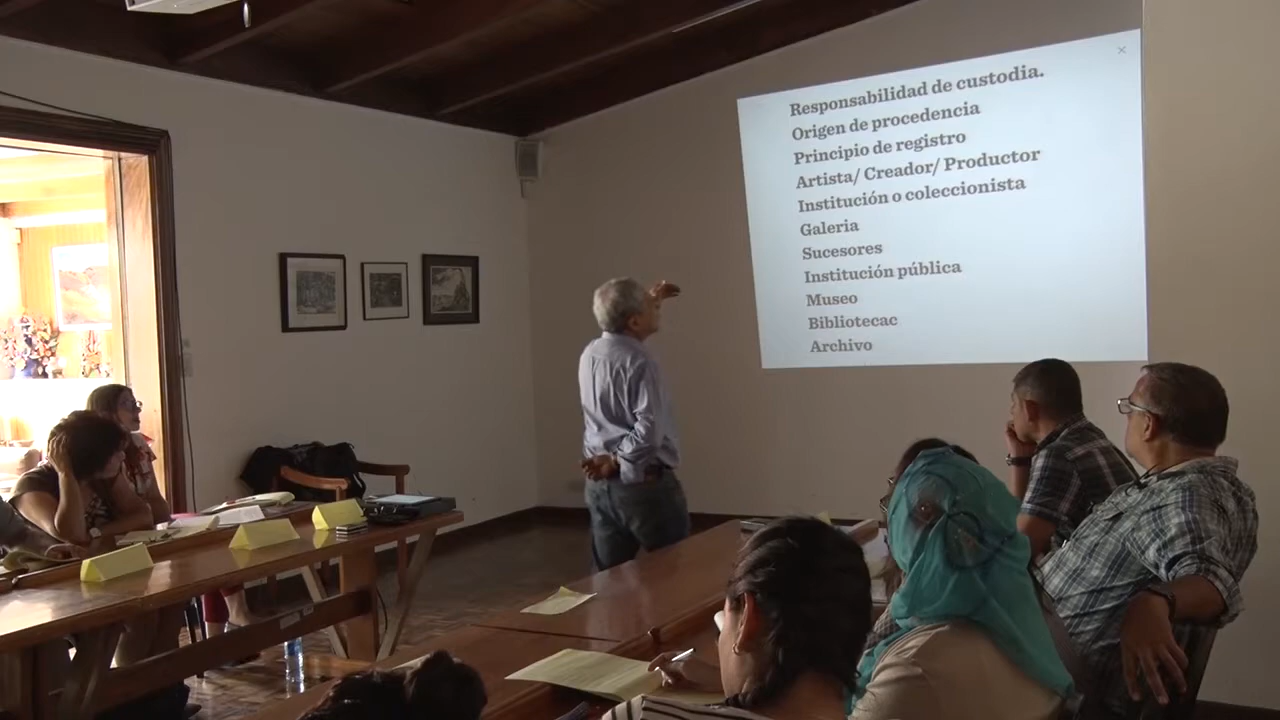 Responsabilidad de custodia.
Origen de procedencia
Principio de registro
Artista/ Creador/ Productor
Institución o coleccionista
Galeria
Sucesores
Institución pública
Museo
Bibliotecac
Archivo